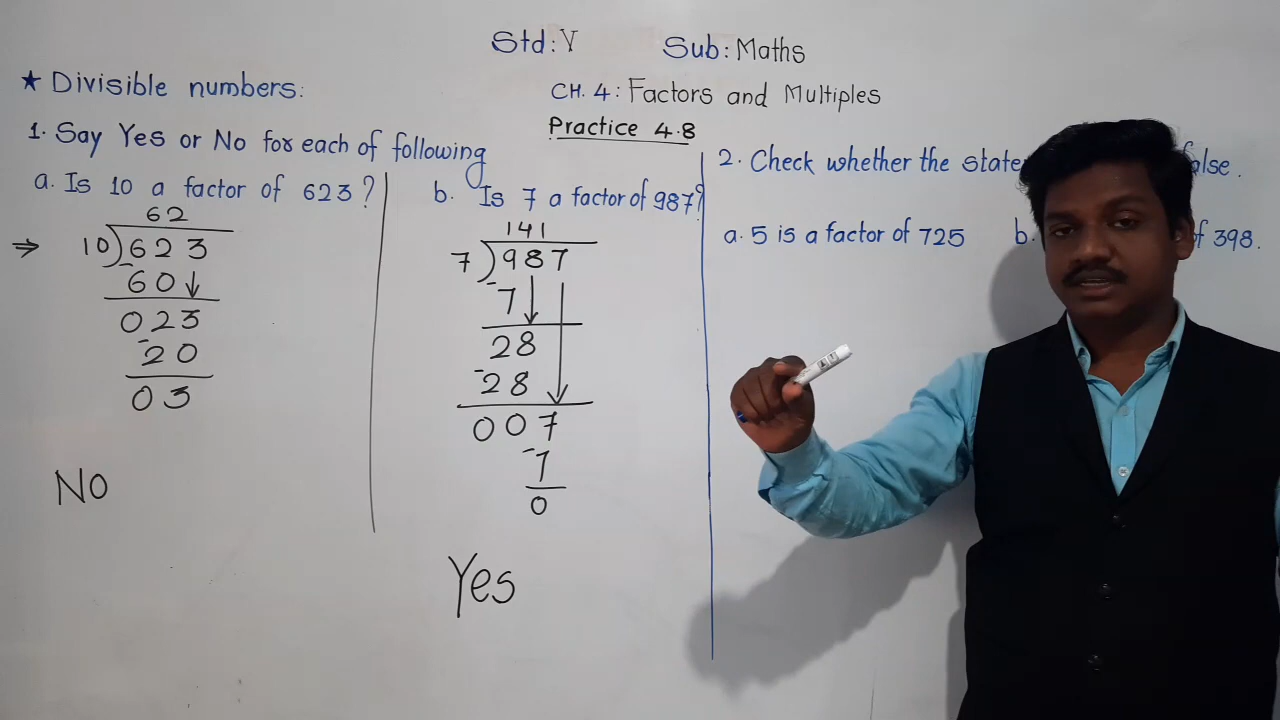 Std: V Sub: Maths
★ Divisible numbers:
CH. 4: Factors and Multiples
Practice 4.8
1. Say Yes or No for each of following
a. Is 10 a factor of 623?
62
⇒ 10)623
-60↓
023
-20
03
NO
b. Is 7 a factor of 987?
141
7)987
-7
28
-28
007
-7
0
Yes
2. Check whether the
a. 5 is a factor of 725
b. of 398.